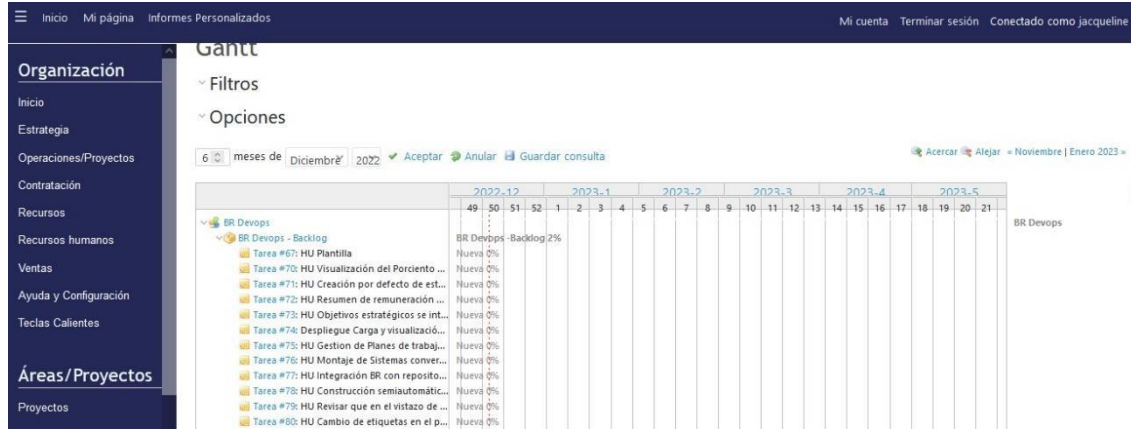 Inicio Mi página Informes Personalizados Mi cuenta Terminar sesión Conectado como jacqueline
Organización
Inicio
Estrategia
Operaciones/Proyectos
Contratación
Recursos
Recursos humanos
Ventas
Ayuda y Configuración
Teclas Calientes
Áreas/Proyectos
Proyectos
Gantt
Filtros
Opciones
6 meses de Diciembre 2022 Aceptar Anular Guardar consulta Acercar Alejar « Noviembre | Enero 2023 »
2022-12 2023-1 2023-2 2023-3 2023-4 2023-5
49 50 51 52 1 2 3 4 5 6 7 8 9 10 11 12 13 14 15 16 17 18 19 20 21
BR Devops BR Devops
BR Devops - Backlog BR Devops -Backlog 2%
Tarea #67: HU Plantilla Nueva 0%
Tarea #70: HU Visualización del Porciento ... Nueva 0%
Tarea #71: HU Creación por defecto de est... Nueva 0%
Tarea #72: HU Resumen de remuneración ... Nueva 0%
Tarea #73: HU Objetivos estratégicos se int... Nueva 0%
Tarea #74: Despliegue Carga y visualizació... Nueva 0%
Tarea #75: HU Gestion de Planes de trabaj... Nueva 0%
Tarea #76: HU Montaje de Sistemas conver... Nueva 0%
Tarea #77: HU Integración BR con reposito... Nueva 0%
Tarea #78: HU Construcción semiautomátic... Nueva 0%
Tarea #79: HU Revisar que en el vistazo de ... Nueva 0%
Tarea #80: HU Cambio de etiquetas en el p... Nueva 0%